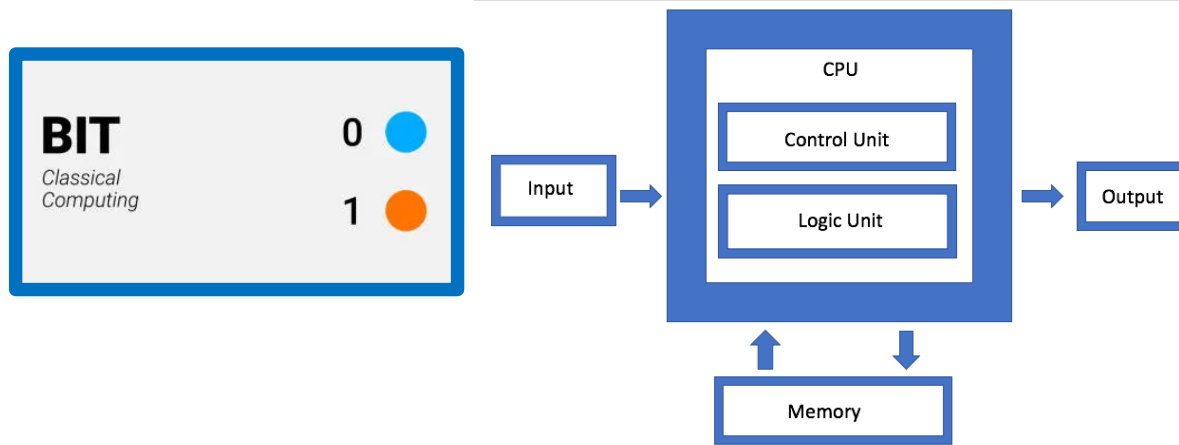 BIT
Classical
Computing
0
1
Input
CPU
Control Unit
Logic Unit
Output
Memory